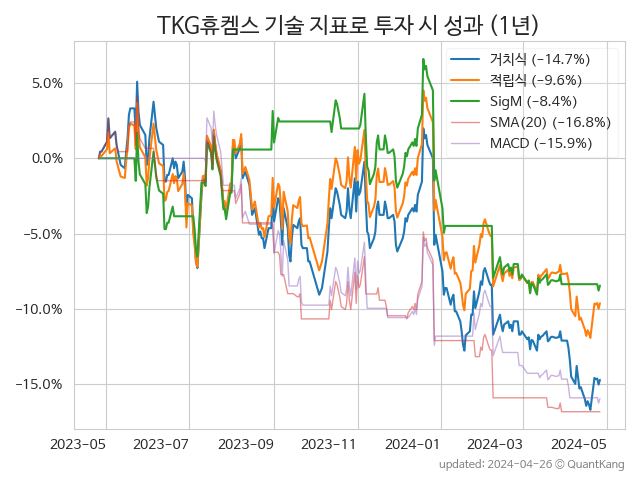 TKG휴켐스 기술 지표로 투자 시 성과 (1년)
거치식 (−14.7%)
적립식 (−9.6%)
SigM (−8.4%)
SMA(20) (−16.8%)
MACD (−15.9%)
5.0%
0.0%
−5.0%
−10.0%
−15.0%
2023-05 2023-07 2023-09 2023-11 2024-01 2024-03 2024-05
updated: 2024-04-26 © QuantKang